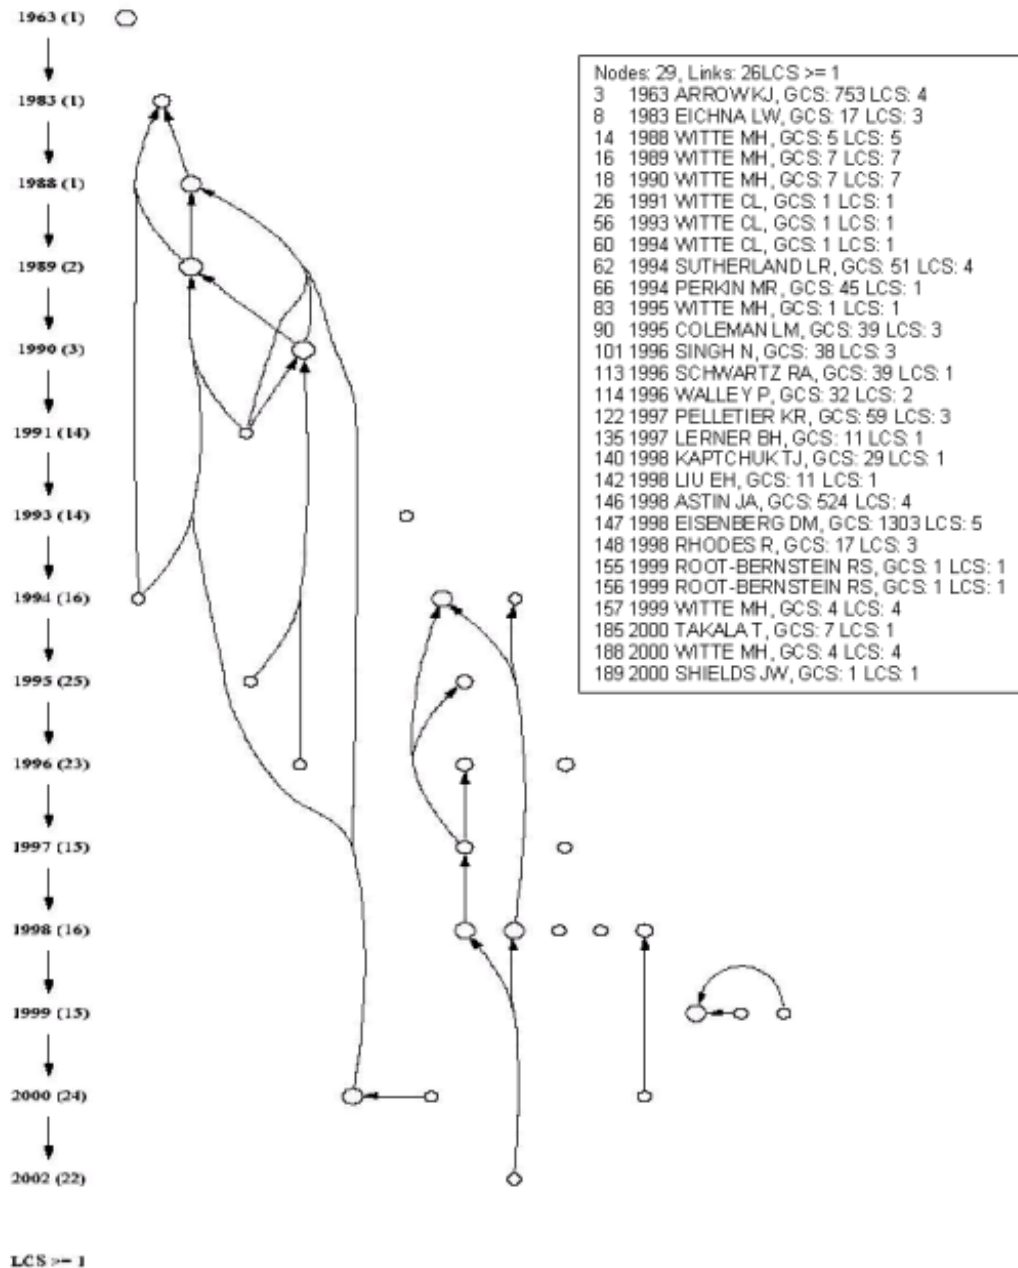 1963 (1)
1983 (1)
1988 (1)
1989 (2)
1990 (3)
1991 (14)
1993 (14)
1994 (16)
1995 (25)
1996 (23)
1997 (15)
1998 (16)
1999 (15)
2000 (24)
2002 (22)
LCS >= 1
Nodes: 29, Links: 26LCS >= 1
3 1963 ARROW KJ, GCS: 753 LCS: 4
8 1983 EICHNA LW, GCS: 17 LCS: 3
14 1988 WITTE MH, GCS: 5 LCS: 5
16 1989 WITTE MH, GCS: 7 LCS: 7
18 1990 WITTE MH, GCS: 7 LCS: 7
26 1991 WITTE CL, GCS: 1 LCS: 1
56 1993 WITTE CL, GCS: 1 LCS: 1
60 1994 WITTE CL, GCS: 1 LCS: 1
62 1994 SUTHERLAND LR, GCS: 51 LCS: 4
66 1994 PERKIN MR, GCS: 45 LCS: 1
83 1995 WITTE MH, GCS: 1 LCS: 1
90 1995 COLEMAN LM, GCS: 39 LCS: 3
101 1996 SINGH N, GCS: 38 LCS: 3
113 1996 SCHWARTZ RA, GCS: 39 LCS: 1
114 1996 WALLEY P, GCS: 32 LCS: 2
122 1997 PELLETIER KR, GCS: 59 LCS: 3
135 1997 LERNER BH, GCS: 11 LCS: 1
140 1998 KAPTCHUK TJ, GCS: 29 LCS: 1
142 1998 LIU EH, GCS: 11 LCS: 1
146 1998 ASTIN JA, GCS: 524 LCS: 4
147 1998 EISENBERG DM, GCS: 1303 LCS: 5
148 1998 RHODES R, GCS: 17 LCS: 3
155 1999 ROOT-BERNSTEIN RS, GCS: 1 LCS: 1
156 1999 ROOT-BERNSTEIN RS, GCS: 1 LCS: 1
157 1999 WITTE MH, GCS: 4 LCS: 4
185 2000 TAKALA T, GCS: 7 LCS: 1
188 2000 WITTE MH, GCS: 4 LCS: 4
189 2000 SHIELDS JW, GCS: 1 LCS: 1